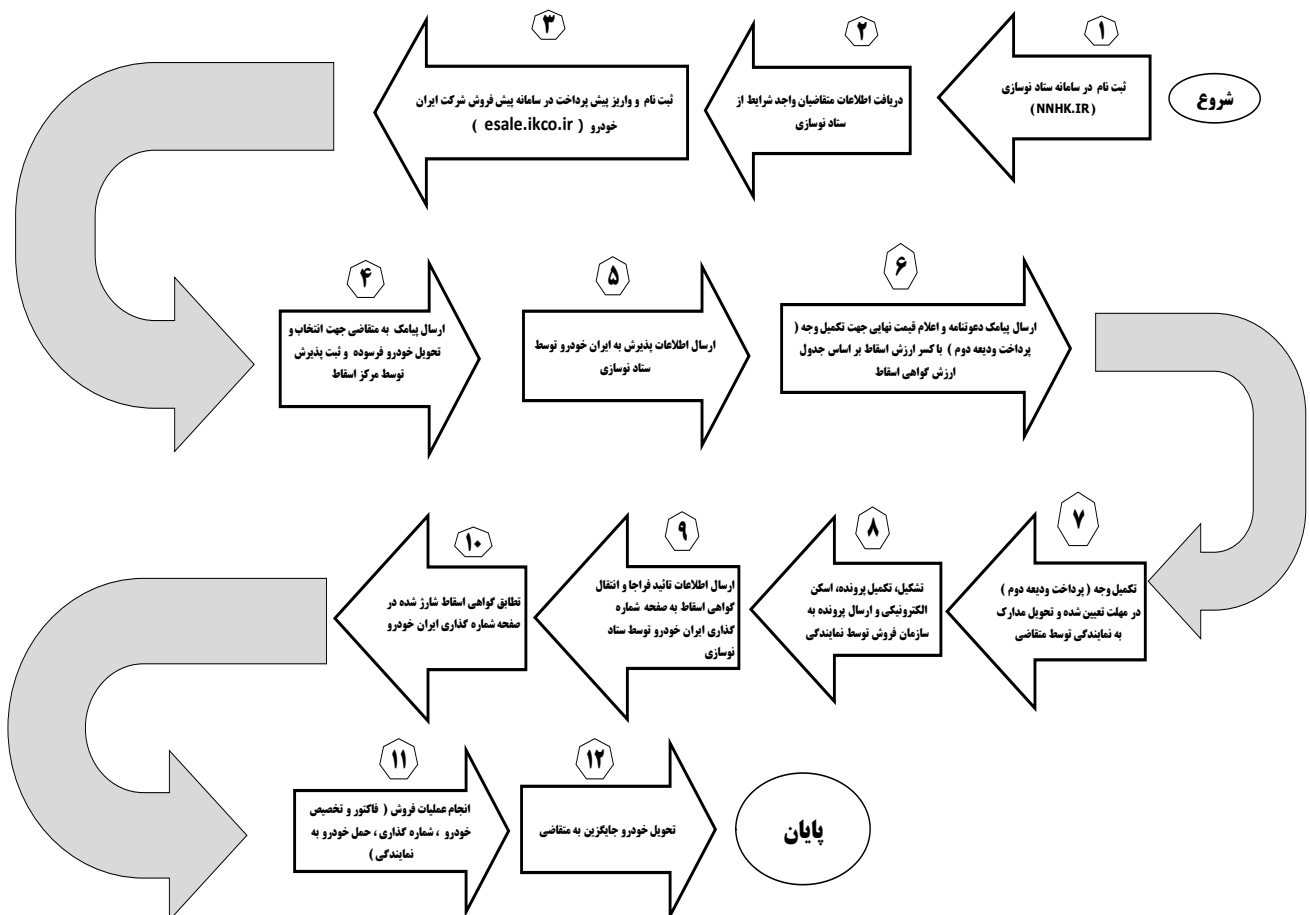 شروع
۱
ثبت نام در سامانه ستاد نوسازی
(NNHK.IR)
۲
دریافت اطلاعات متقاضیان واجد شرایط از
ستاد نوسازی
۳
ثبت نام و واریز پیش پرداخت در سامانه پیش فروش شرکت ایران
خودرو ( esale.ikco.ir )
۴
ارسال پیامک به متقاضی جهت انتخاب و
تحویل خودرو فرسوده و ثبت پذیرش
توسط مرکز اسقاط
۵
ارسال اطلاعات پذیرش به ایران خودرو توسط
ستاد نوسازی
۶
ارسال پیامک دعوتنامه و اعلام قیمت نهایی جهت تکمیل وجه (
پرداخت ودیعه دوم ) با کسر ارزش اسقاط بر اساس جدول
ارزش گواهی اسقاط
۷
تکمیل وجه ( پرداخت ودیعه دوم )
در مهلت تعیین شده و تحویل مدارک
به نمایندگی توسط متقاضی
۸
تشکیل، تکمیل پرونده، اسکن
الکترونیکی و ارسال پرونده به
سازمان فروش توسط نمایندگی
۹
ارسال اطلاعات تائید فراجا و انتقال
گواهی اسقاط به صفحه شماره
گذاری ایران خودرو توسط ستاد
نوسازی
۱۰
تطابق گواهی اسقاط شارژ شده در
صفحه شماره گذاری ایران خودرو
۱۱
انجام عملیات فروش ( فاکتور و تخصیص
خودرو ، شماره گذاری ، حمل خودرو به
نمایندگی )
۱۲
تحویل خودرو جایگزین به متقاضی
پایان